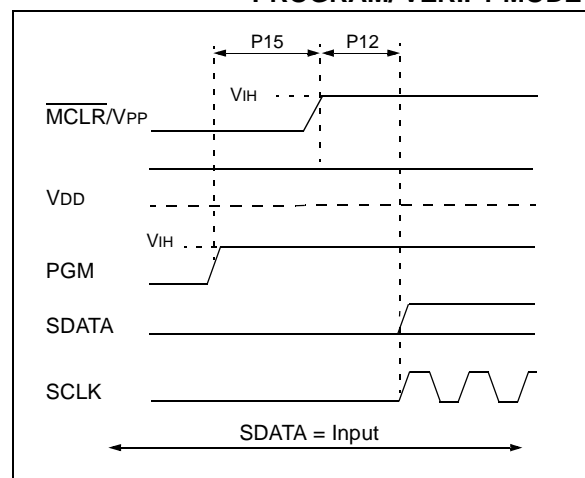 PROGRAM/VERIFY MODE
P15 P12
VIH
MCLR/VPP
VDD
VIH
PGM
SDATA
SCLK
SDATA = Input